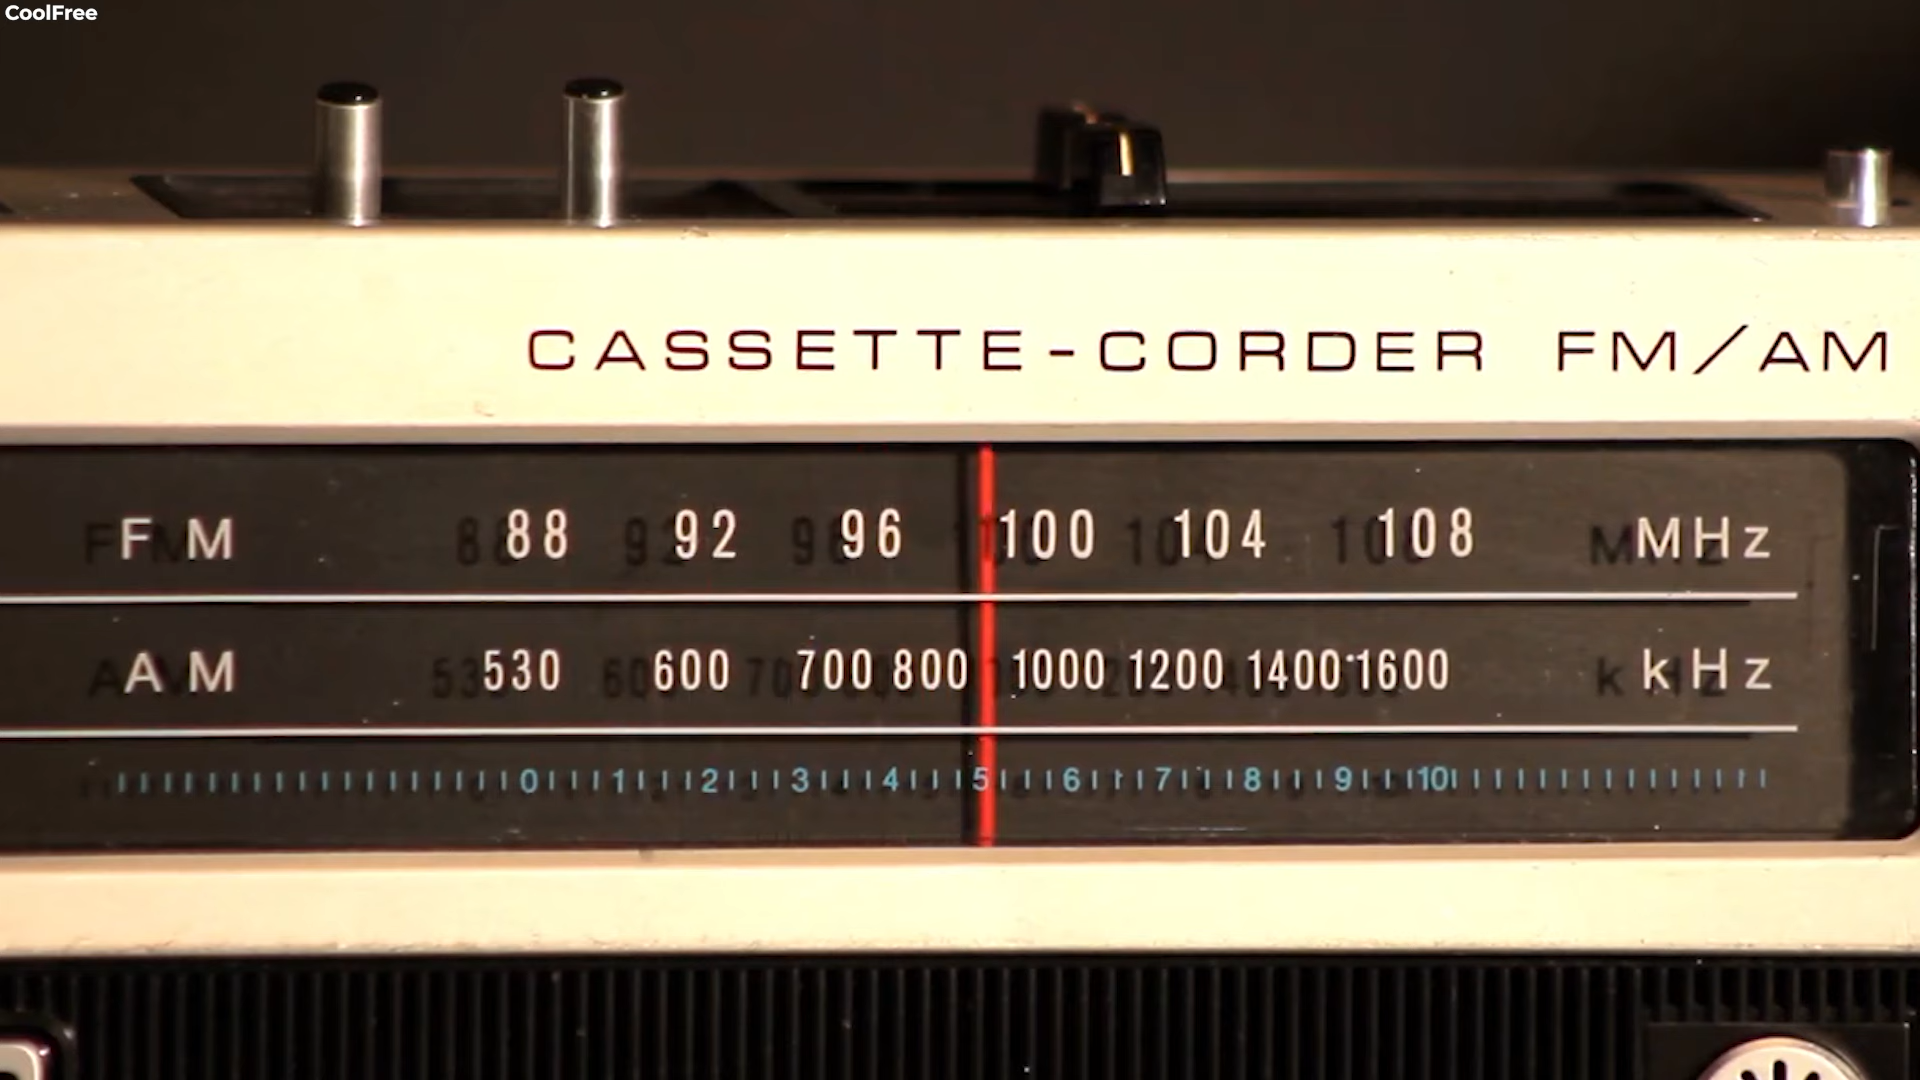 CoolFree
CASSETTE-CORDER FM/AM
FM 88 92 96 100 104 108 MHz
AM 530 600 700 800 1000 1200 1400 1600 kHz
0 1 2 3 4 5 6 7 8 9 10